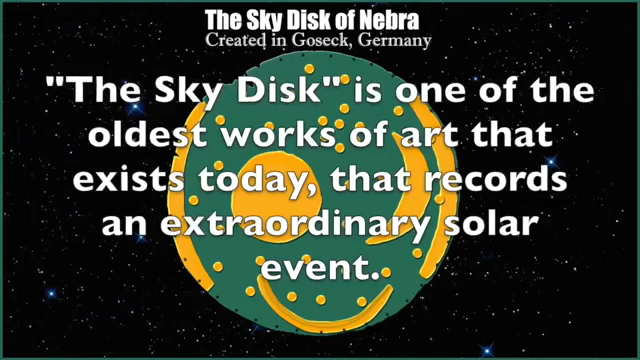 The Sky Disk of Nebra
Created in Goseck, Germany
"The Sky Disk" is one of the
oldest works of art that
exists today, that records
an extraordinary solar
event.